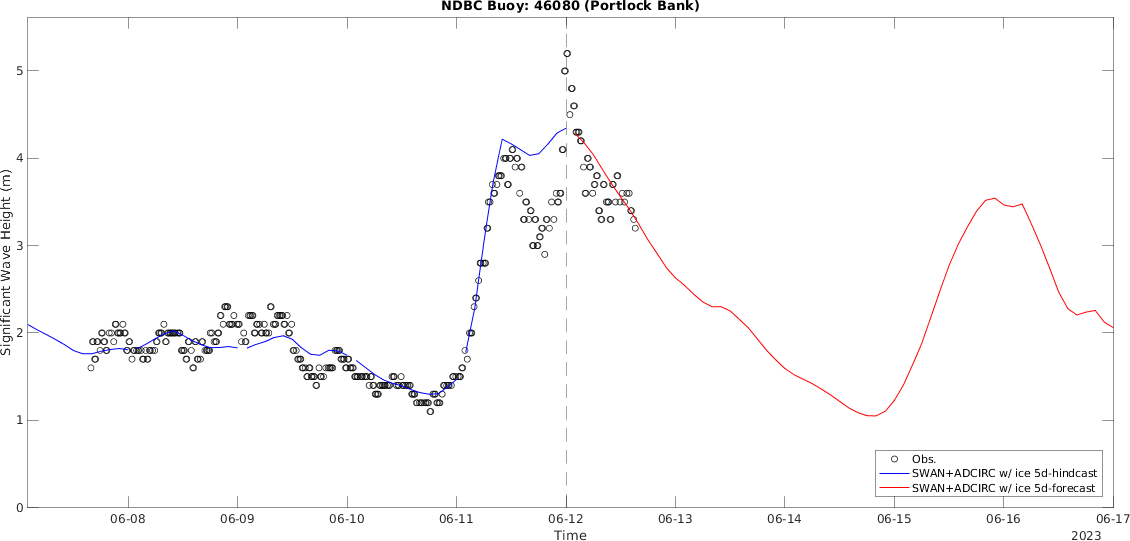 NDBC Buoy: 46080 (Portlock Bank)
Significant Wave Height (m)
5
4
3
2
1
0
Obs.
SWAN+ADCIRC w/ ice 5d-hindcast
SWAN+ADCIRC w/ ice 5d-forecast
06-08 06-09 06-10 06-11 06-12 06-13 06-14 06-15 06-16 06-17
Time 2023